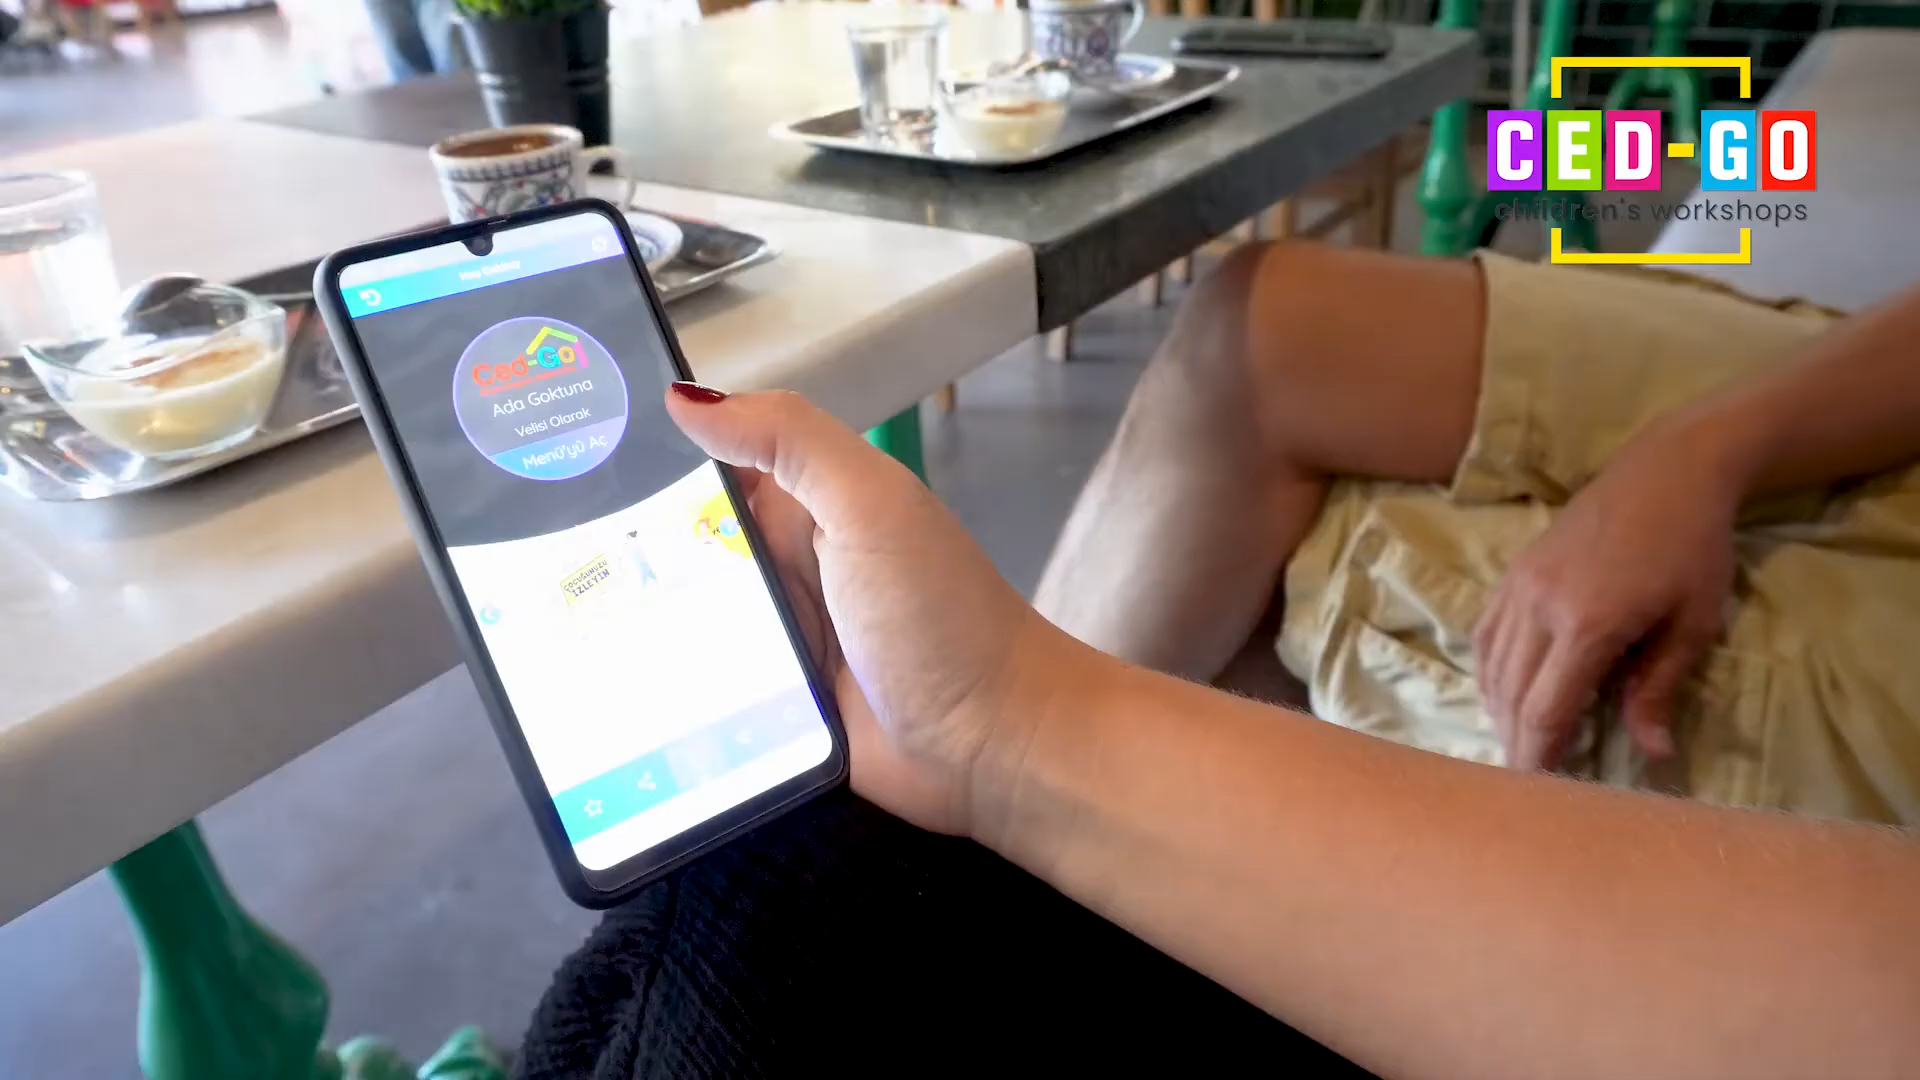 CED-GO
children's workshops
Ced-Go
Ada Goktuna
Velisi Olarak
Menü'yü Aç
ÇOCUĞUNUZU
İZLEYİN